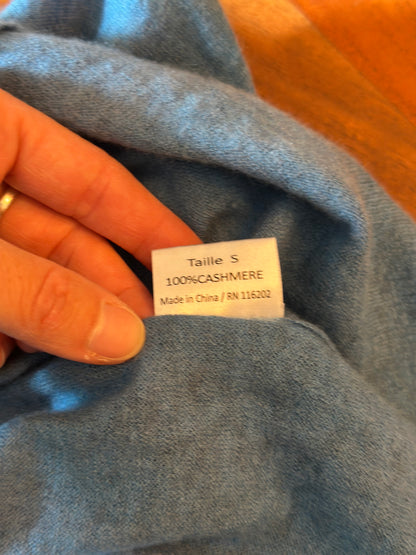 Taille S
100%CASHMERE
Made in China / RN 116202